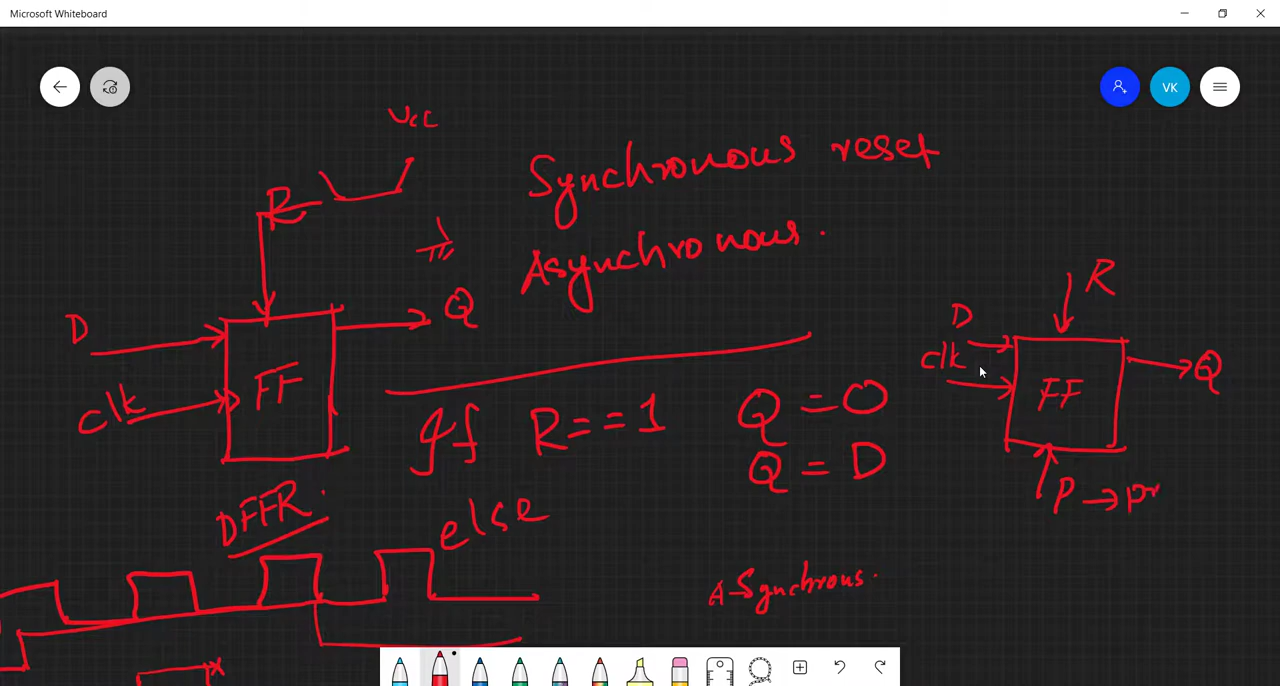 Microsoft Whiteboard
VK
Vcc
Synchronous reset
R
Asynchronous.
D
Q
clk
FF
If R==1 Q=0
Q=D
else
DFFR.
A-Synchrous.
R
D
clk
FF
Q
P → pr